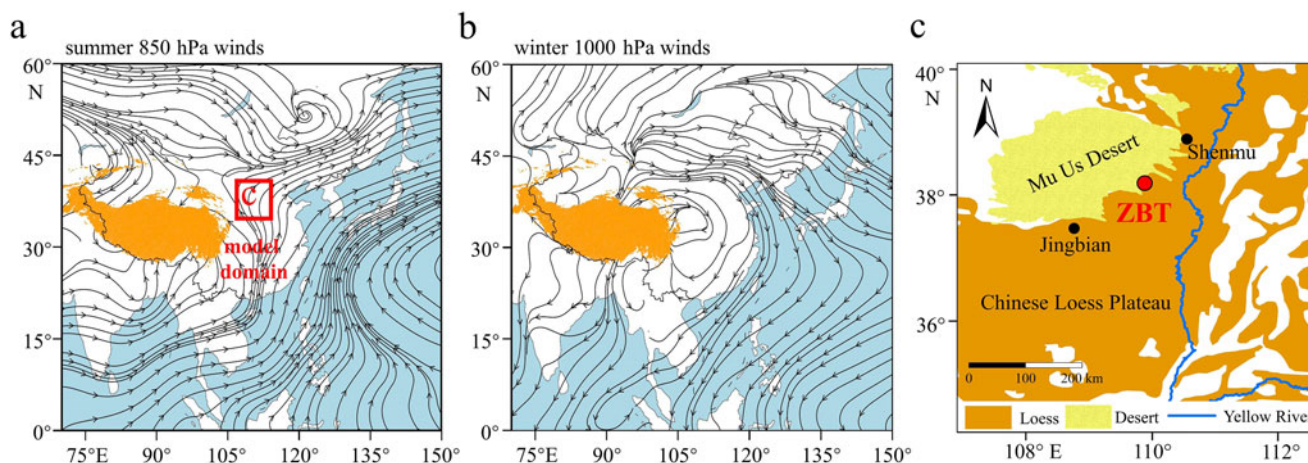 a
summer 850 hPa winds
60°
N
45°
30°
15°
0°
75° E
90°
105°
120°
135°
150°
C
model
domain
b
winter 1000 hPa winds
60°
N
45°
30°
15°
0°
75° E
90°
105°
120°
135°
150°
c
40°
N
38°
36°
N
Mu Us Desert
Shenmu
ZBT
Jingbian
Chinese Loess Plateau
0 100 200 km
Loess Desert Yellow River
108° E
110°
112°